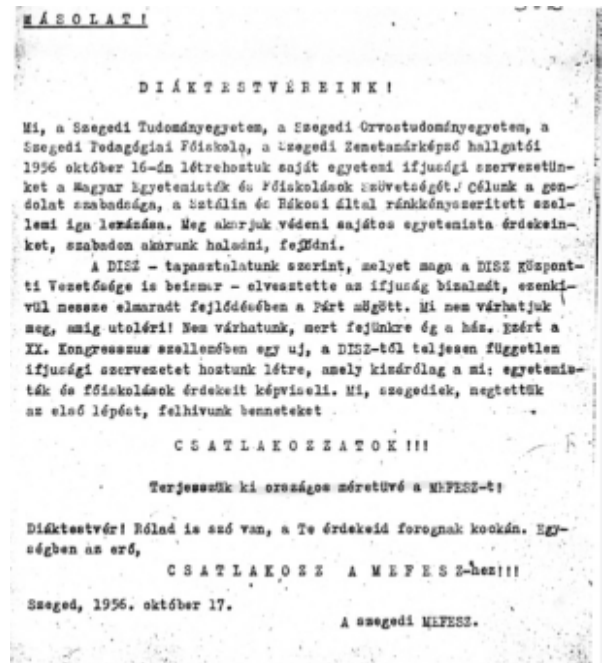 MÁSOLAT!
DIÁKTESTVÉREINK!
Mi, a Szegedi Tudományegyetem, a Szegedi Orvostudományegyetem, a
Szegedi Pedagógiai Főiskola, a Szegedi Zenetanárképző hallgatói
1956 október 16-án létrehoztuk saját egyetemi ifjusági szervezetün-
ket a Magyar Egyetemisták és Főiskolások Szövetségét. Célunk a gon-
dolat szabadsága, a Sztálin és Rákosi által ránkkényszeritett szel-
lemi iga lerázása. Meg akarjuk védeni sajátos egyetemista érdekein-
ket, szabadon akarunk haladni, fejlődni.
A DISZ - tapasztalatunk szerint, melyet maga a DISZ Központ-
ti Vezetősége is beismer - elvesztette az ifjuság bizalmát, ezenki-
vül messze elmaradt fejlődésében a Párt mögött. Mi nem várhatjuk
meg, amig utoléri! Nem várhatunk, mert fejünkre ég a ház. Ezért a
XX. Kongresszus szellemében egy uj, a DISZ-től teljesen független
ifjusági szervezetet hoztunk létre, amely kizárólag a mi: egyetemis-
ták és főiskolások érdekeit képviseli. Mi, szegediek, megtettük
az első lépést, felhivunk benneteket
CSATLAKOZZATOK!!!
Terjesszük ki országos méretüvé a MEFESZ-t!
Diáktestvér! Rólad is szó van, a Te érdekeid forognak kockán. Egy-
ségben az erő,
CSATLAKOZZ A MEFESZ-hez!!!
Szeged, 1956. október 17.
A szegedi MEFESZ.